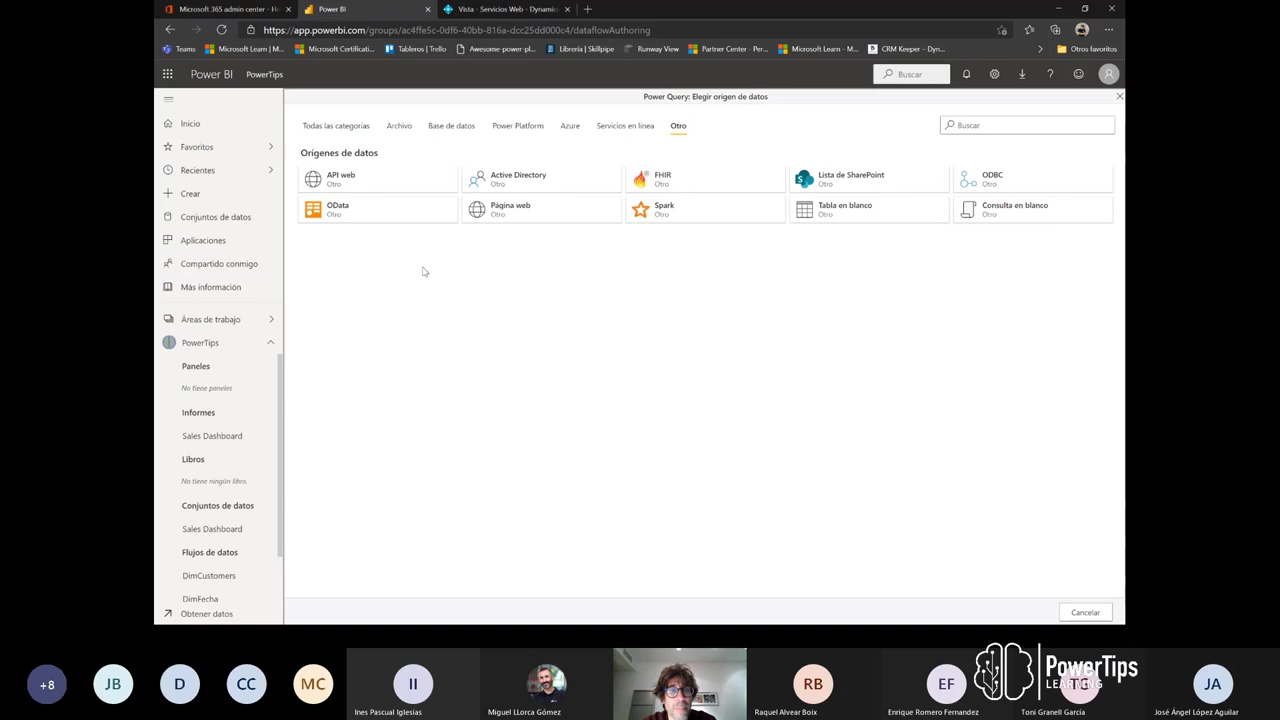 Microsoft 365 admin center - Ho
Power BI
Vista - Servicios Web - Dynamic
https://app.powerbi.com/groups/ac4ffe5c-0df6-40bb-816a-dcc25dd000c4/dataflowAuthoring
Teams
Microsoft Learn | M...
Microsoft Certificati...
Tableros | Trello
Awesome-power-pl...
Librería | Skillpipe
Runway View
Partner Center - Per...
Microsoft Learn - M...
CRM Keeper – Dyn...
Otros favoritos
Power BI
PowerTips
Buscar
Power Query: Elegir origen de datos
Inicio
Favoritos
Recientes
Crear
Conjuntos de datos
Aplicaciones
Compartido conmigo
Más información
Áreas de trabajo
PowerTips
Paneles
No tiene paneles
Informes
Sales Dashboard
Libros
No tiene ningún libro.
Conjuntos de datos
Sales Dashboard
Flujos de datos
DimCustomers
DimFecha
Obtener datos
Todas las categorías
Archivo
Base de datos
Power Platform
Azure
Servicios en línea
Otro
Buscar
Orígenes de datos
API web
Otro
Active Directory
Otro
FHIR
Otro
Lista de SharePoint
Otro
ODBC
Otro
OData
Otro
Página web
Otro
Spark
Otro
Tabla en blanco
Otro
Consulta en blanco
Otro
Cancelar
+8
JB
D
CC
MC
II
Ines Pascual Iglesias
Miguel LLorca Gómez
RB
Raquel Alvear Boix
EF
Enrique Romero Fernandez
Toni Granell García
JA
José Ángel López Aguilar
PowerTips
LEARNING